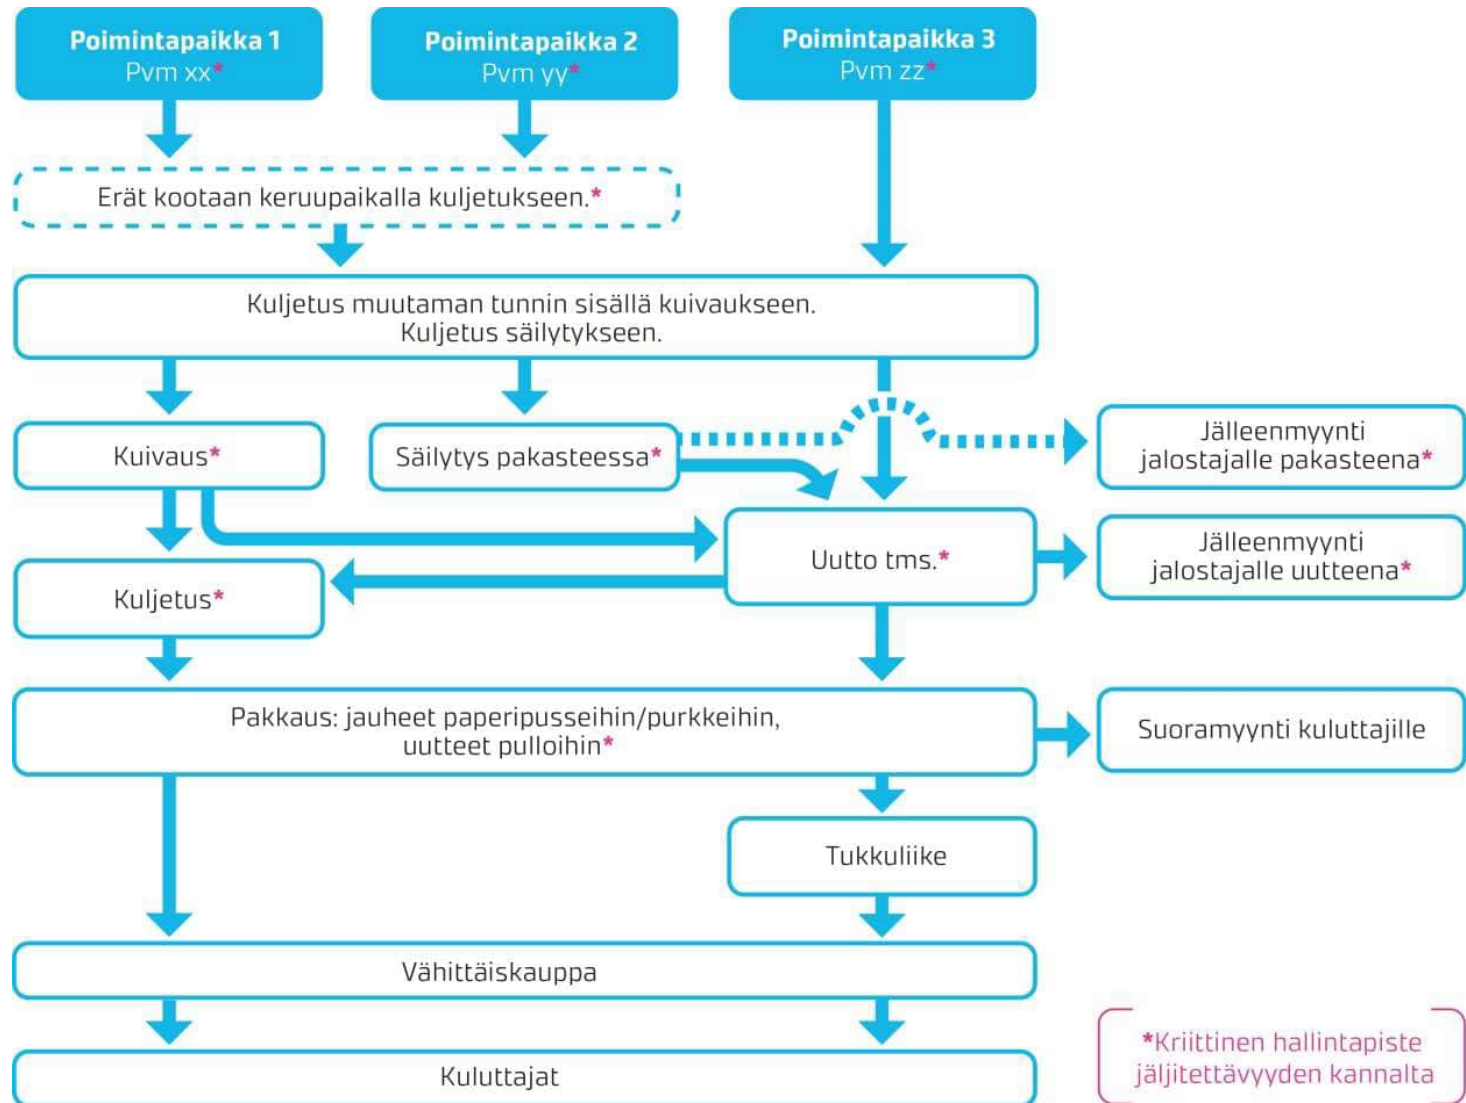 Poimintapaikka 1
Pvm xx*
Poimintapaikka 2
Pvm yy*
Poimintapaikka 3
Pvm zz*
Erät kootaan keruupaikalla kuljetukseen.*
Kuljetus muutaman tunnin sisällä kuivaukseen.
Kuljetus säilytykseen.
Kuivaus*
Säilytys pakasteessa*
Jälleenmyynti
jalostajalle pakasteena*
Uutto tms.*
Jälleenmyynti
jalostajalle uutteena*
Kuljetus*
Pakkaus: jauheet paperipusseihin/purkkeihin,
uutteet pulloihin*
Suoramyynti kuluttajille
Tukkuliike
Vähittäiskauppa
Kuluttajat
*Kriittinen hallintapiste
jäljitettävyyden kannalta